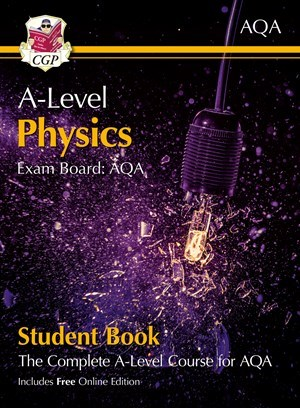 CGP
AQA
A-Level
Physics
Exam Board: AQA
Student Book
The Complete A-Level Course for AQA
Includes Free Online Edition